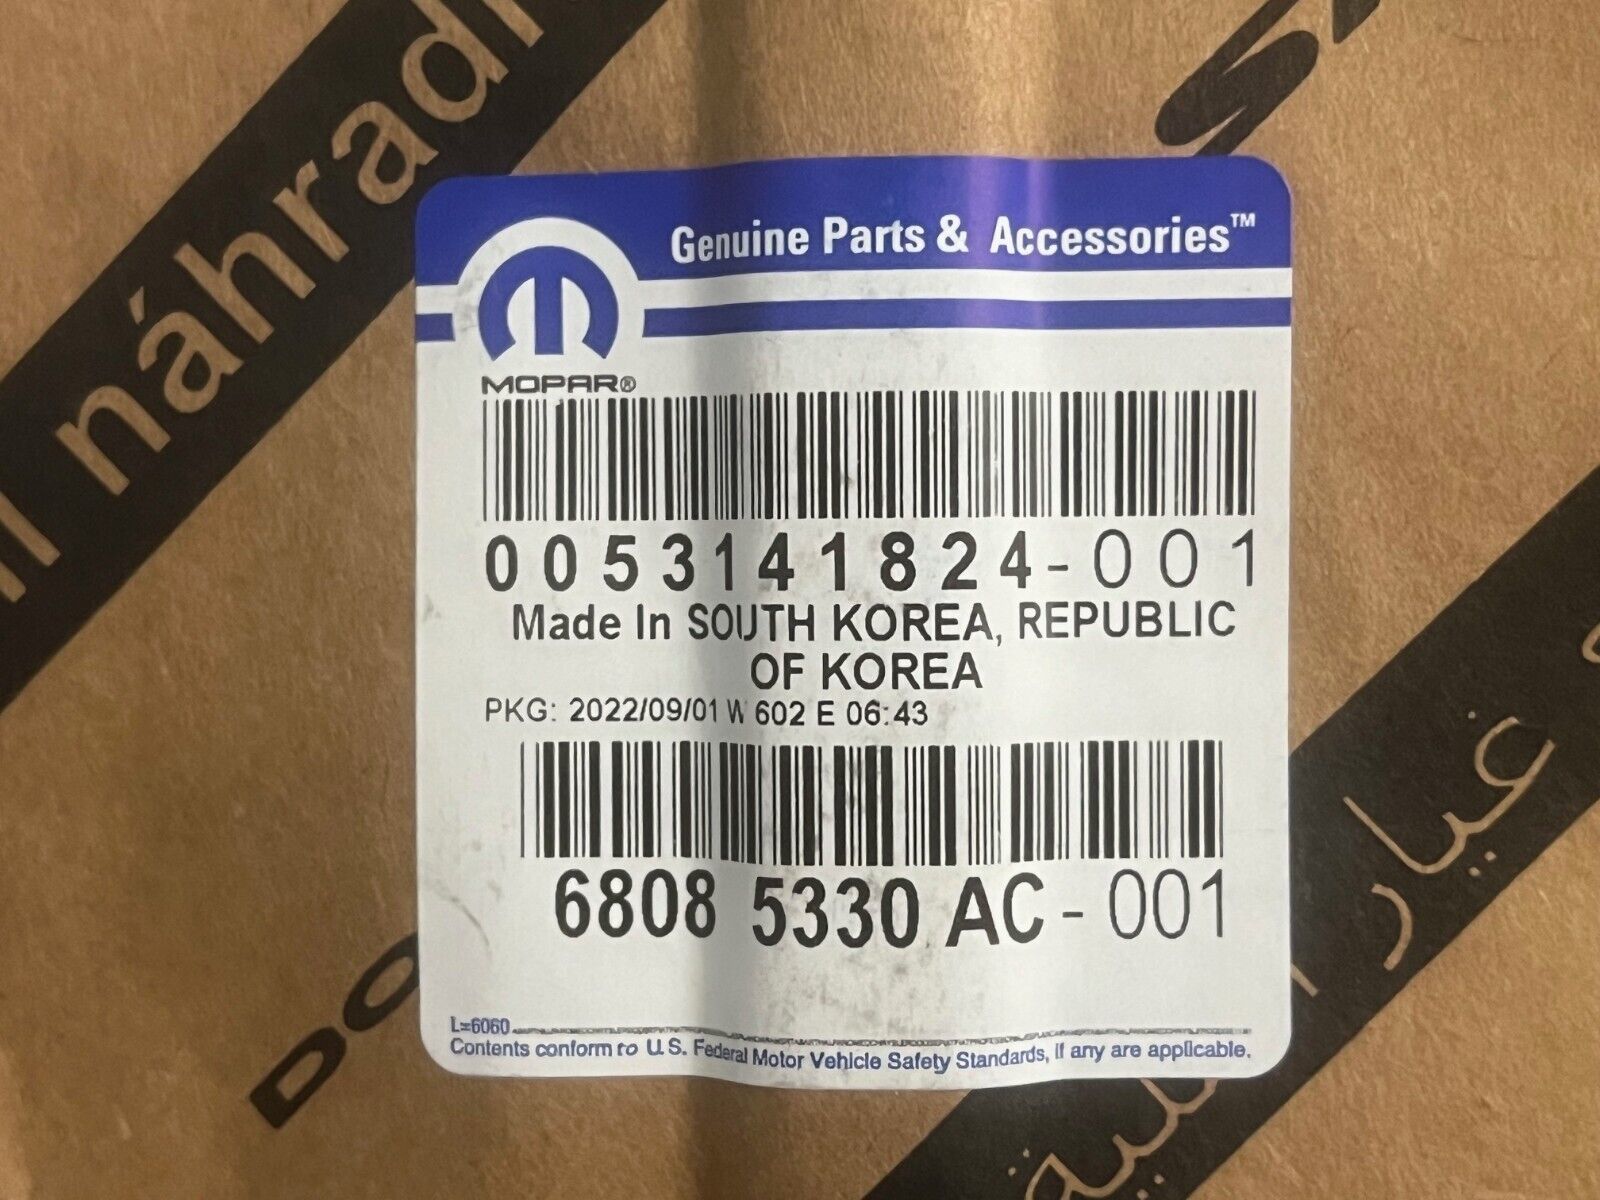 náhradní
Genuine Parts & Accessories™
MOPAR®
0053141824-001
Made In SOUTH KOREA, REPUBLIC
OF KOREA
PKG: 2022/09/01 W 602 E 06:43
6808 5330 AC-001
L=6060
Contents conform to U.S. Federal Motor Vehicle Safety Standards, if any are applicable.
غيار